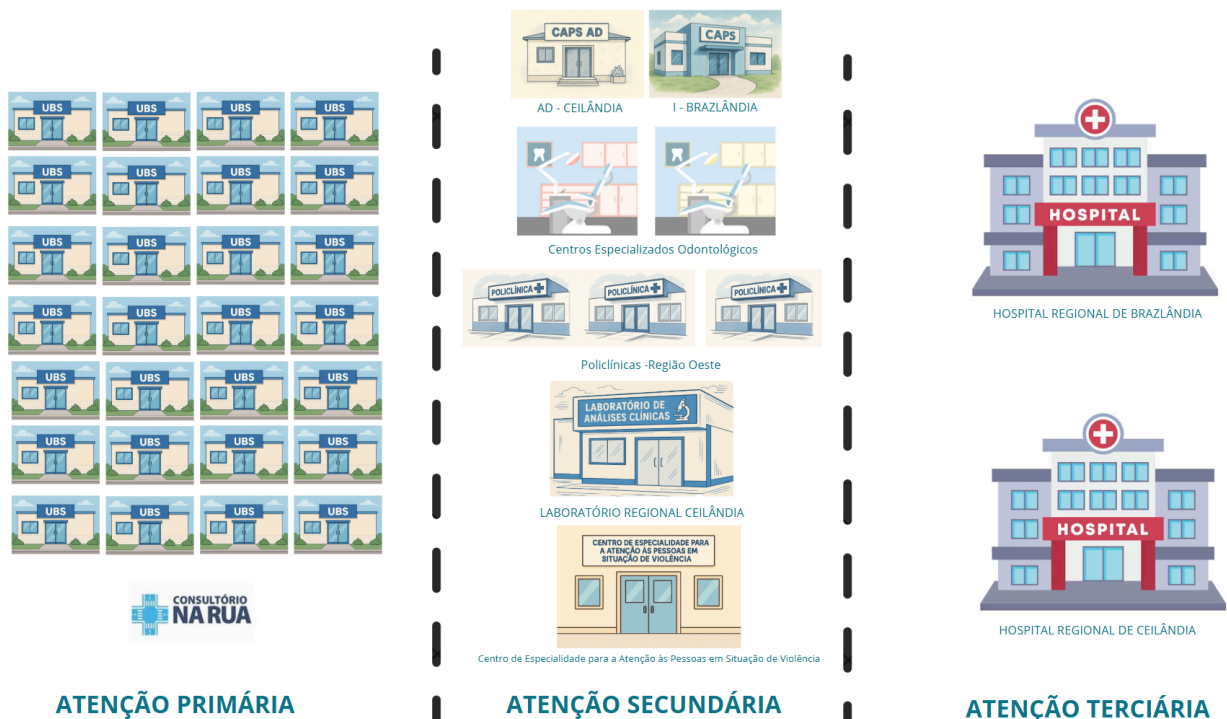 UBS UBS UBS UBS
UBS UBS UBS UBS
UBS UBS UBS UBS
UBS UBS UBS UBS
UBS UBS UBS UBS
UBS UBS UBS UBS
UBS UBS UBS UBS
CONSULTÓRIO
NA RUA
ATENÇÃO PRIMÁRIA
CAPS AD
CAPS
AD - CEILÂNDIA
I - BRAZLÂNDIA
Centros Especializados Odontológicos
POLICLÍNICA
POLICLÍNICA
POLICLÍNICA
Policlínicas -Região Oeste
LABORATÓRIO DE
ANÁLISES CLÍNICAS
LABORATÓRIO REGIONAL CEILÂNDIA
CENTRO DE ESPECIALIDADE PARA
A ATENÇÃO ÀS PESSOAS EM
SITUAÇÃO DE VIOLÊNCIA
Centro de Especialidade para a Atenção às Pessoas em Situação de Violência
ATENÇÃO SECUNDÁRIA
HOSPITAL
HOSPITAL REGIONAL DE BRAZLÂNDIA
HOSPITAL
HOSPITAL REGIONAL DE CEILÂNDIA
ATENÇÃO TERCIÁRIA